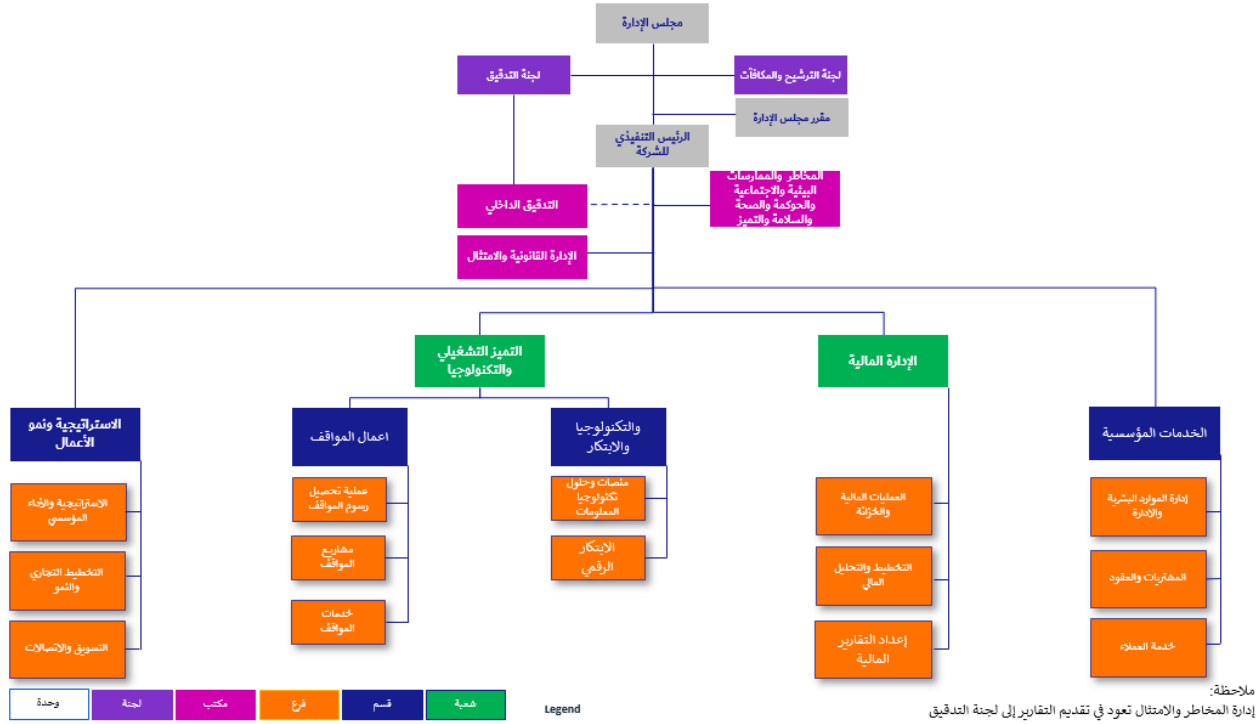 مجلس الإدارة
لجنة التدقيق
لجنة الترشيح والمكافآت
مقرر مجلس الإدارة
الرئيس التنفيذي
للشركة
المخاطر والممارسات
البيئية والاجتماعية
والحوكمة والصحة
والسلامة والتميز
التدقيق الداخلي
الإدارة القانونية والامتثال
التميز التشغيلي
والتكنولوجيا
الإدارة المالية
الاستراتيجية ونمو
الأعمال
اعمال المواقف
والتكنولوجيا
والابتكار
الخدمات المؤسسية
الاستراتيجية والأداء
المؤسسي
التخطيط التجاري
والنمو
التسويق والاتصالات
عملية تحصيل
رسوم المواقف
مشاريع
المواقف
خدمات
المواقف
منصات وحلول
تكنولوجيا
المعلومات
الابتكار
الرقمي
العمليات المالية
والخزانة
التخطيط والتحليل
المالي
إعداد التقارير
المالية
إدارة الموارد البشرية
والادارة
المشتريات والعقود
خدمة العملاء
وحدة
لجنة
مكتب
فرع
قسم
شعبة
Legend
ملاحظة:
إدارة المخاطر والامتثال تعود في تقديم التقارير إلى لجنة التدقيق